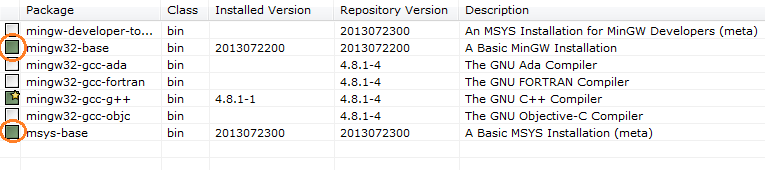 Package Class Installed Version Repository Version Description
mingw-developer-to... bin 2013072300 An MSYS Installation for MinGW Developers (meta)
mingw32-base bin 2013072200 2013072200 A Basic MinGW Installation
mingw32-gcc-ada bin 4.8.1-4 The GNU Ada Compiler
mingw32-gcc-fortran bin 4.8.1-4 The GNU FORTRAN Compiler
mingw32-gcc-g++ bin 4.8.1-1 4.8.1-4 The GNU C++ Compiler
mingw32-gcc-objc bin 4.8.1-4 The GNU Objective-C Compiler
msys-base bin 2013072300 2013072300 A Basic MSYS Installation (meta)